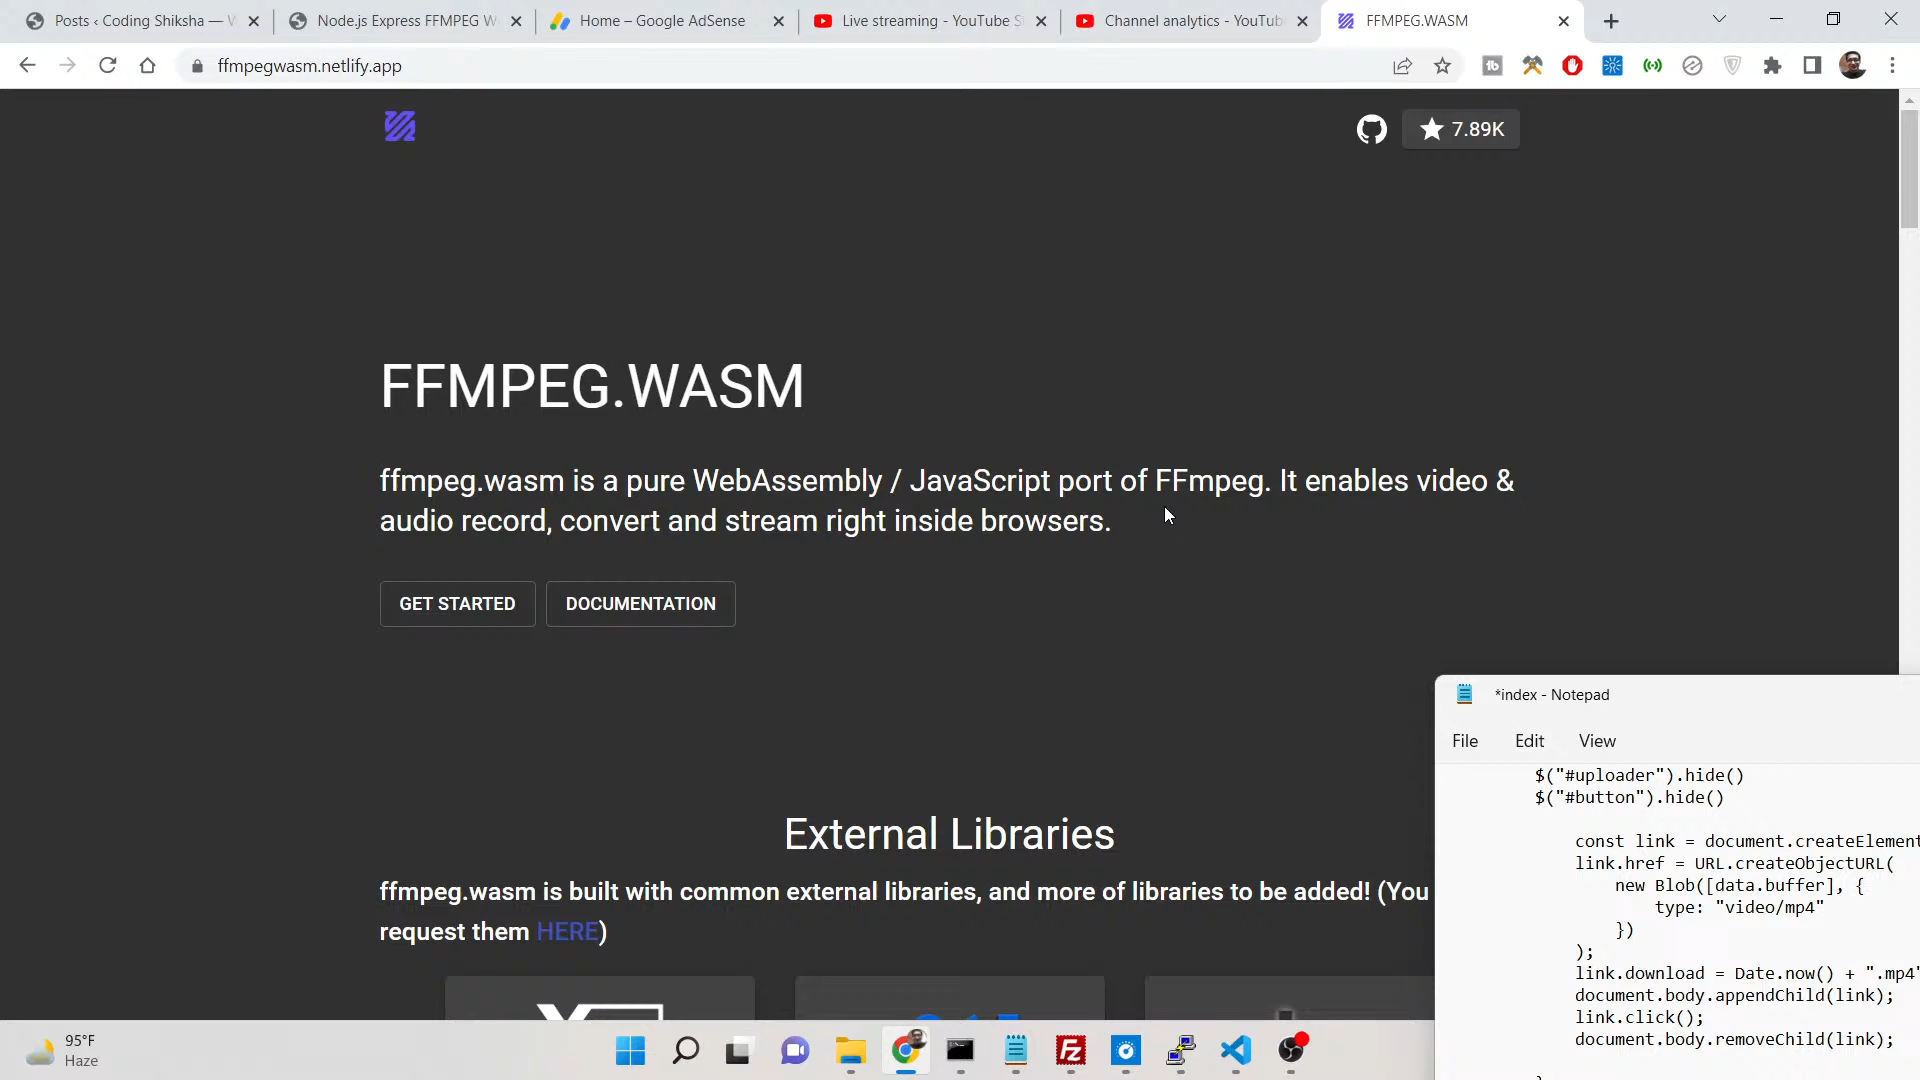 Posts ‹ Coding Shiksha —
Node.js Express FFMPEG W
Home – Google AdSense
Live streaming - YouTube S
Channel analytics - YouTub
FFMPEG.WASM
ffmpegwasm.netlify.app
7.89K
FFMPEG.WASM
ffmpeg.wasm is a pure WebAssembly / JavaScript port of FFmpeg. It enables video &
audio record, convert and stream right inside browsers.
GET STARTED
DOCUMENTATION
External Libraries
ffmpeg.wasm is built with common external libraries, and more of libraries to be added! (You
request them HERE)
*index - Notepad
File Edit View
$("#uploader").hide()
$("#button").hide()
const link = document.createElement
link.href = URL.createObjectURL(
new Blob([data.buffer], {
type: "video/mp4"
})
);
link.download = Date.now() + ".mp4"
document.body.appendChild(link);
link.click();
document.body.removeChild(link);
95°F
Haze